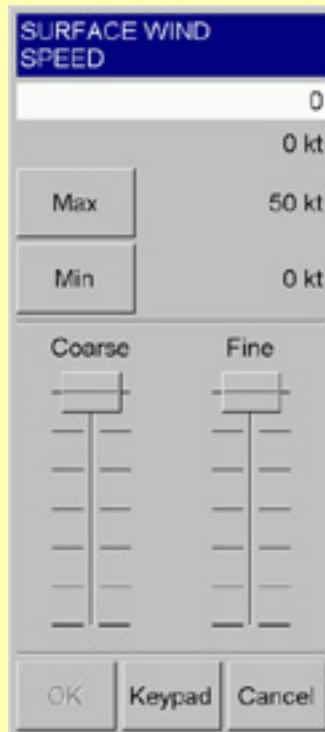 SURFACE WIND
SPEED
0
0 kt
Max 50 kt
Min 0 kt
Coarse Fine
OK Keypad Cancel